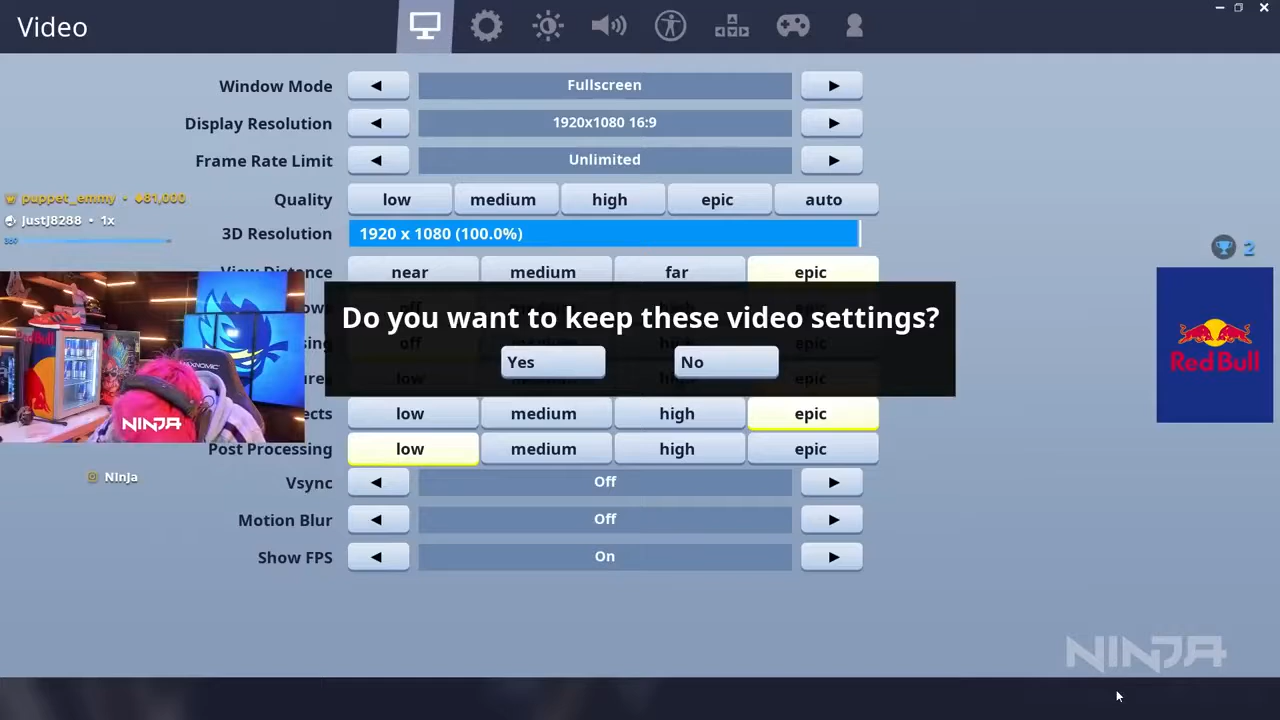 Video
Window Mode Fullscreen
Display Resolution 1920x1080 16:9
Frame Rate Limit Unlimited
Quality low medium high epic auto
puppet_emmy • 81,000
JustJ8288 • 1x
3D Resolution 1920 x 1080 (100.0%)
2
near medium far epic
Do you want to keep these video settings?
Yes No
RedBull
low medium high epic
NINJA
Post Processing low medium high epic
Ninja
Vsync Off
Motion Blur Off
Show FPS On
NINJA